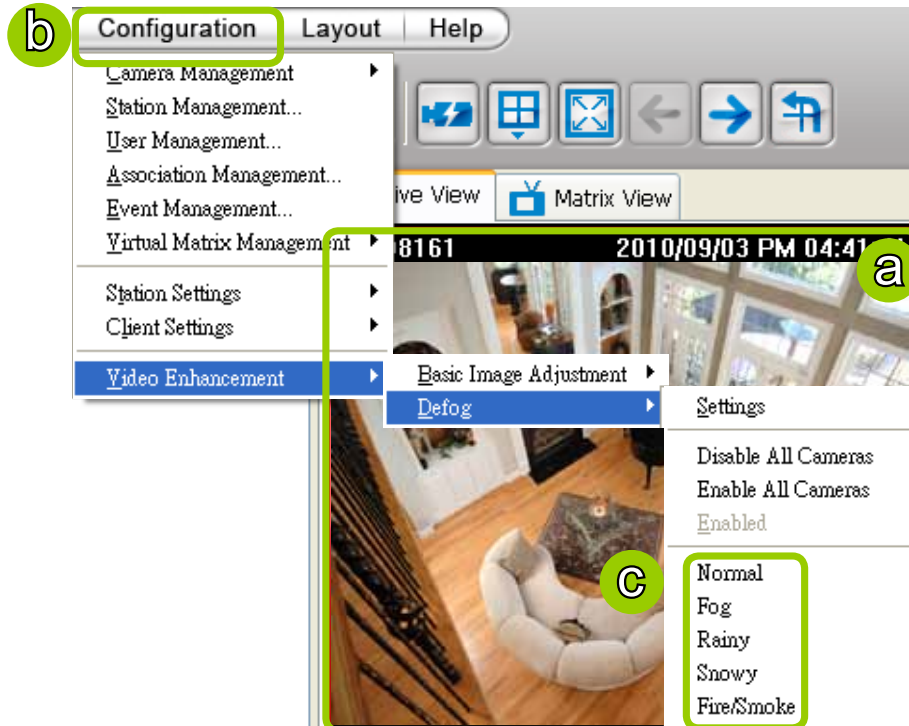 b
Configuration Layout Help
Camera Management
Station Management...
User Management...
Association Management...
Event Management...
Virtual Matrix Management
Station Settings
Client Settings
Video Enhancement
View
Matrix View
8161 2010/09/03 PM 04:41
a
Basic Image Adjustment
Defog
Settings
Disable All Cameras
Enable All Cameras
Enabled
c
Normal
Fog
Rainy
Snowy
Fire/Smoke